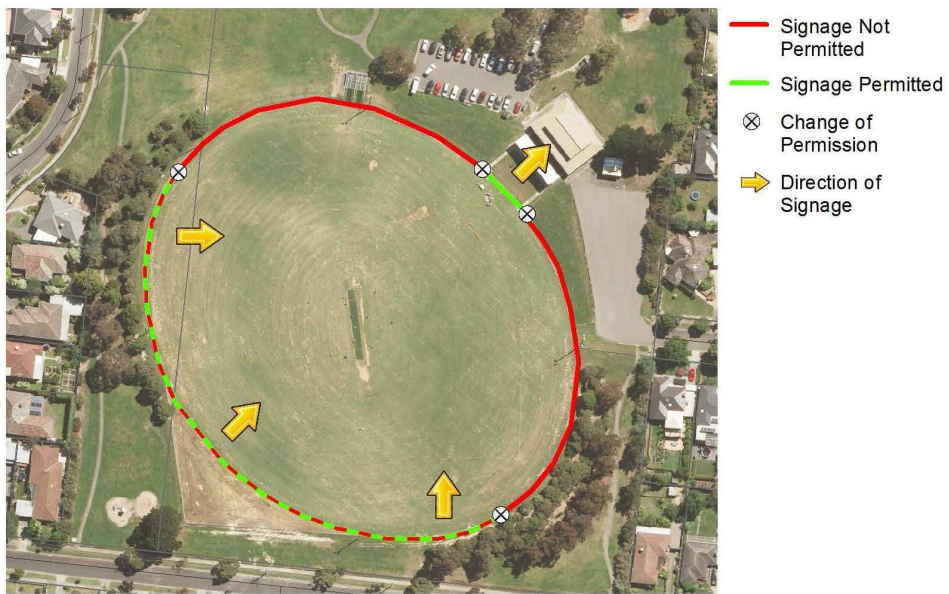 Signage Not
Permitted
Signage Permitted
Change of
Permission
Direction of
Signage